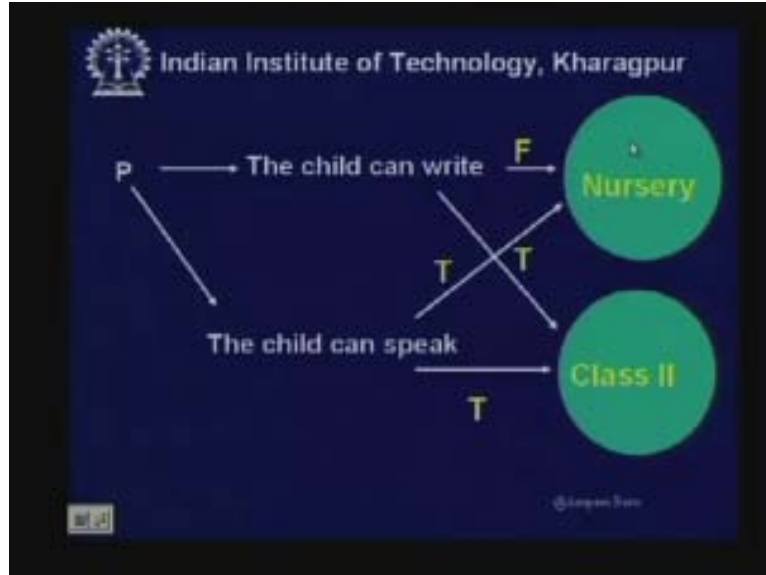 Indian Institute of Technology, Kharagpur
P The child can write F Nursery
T T
The child can speak
Class II
T